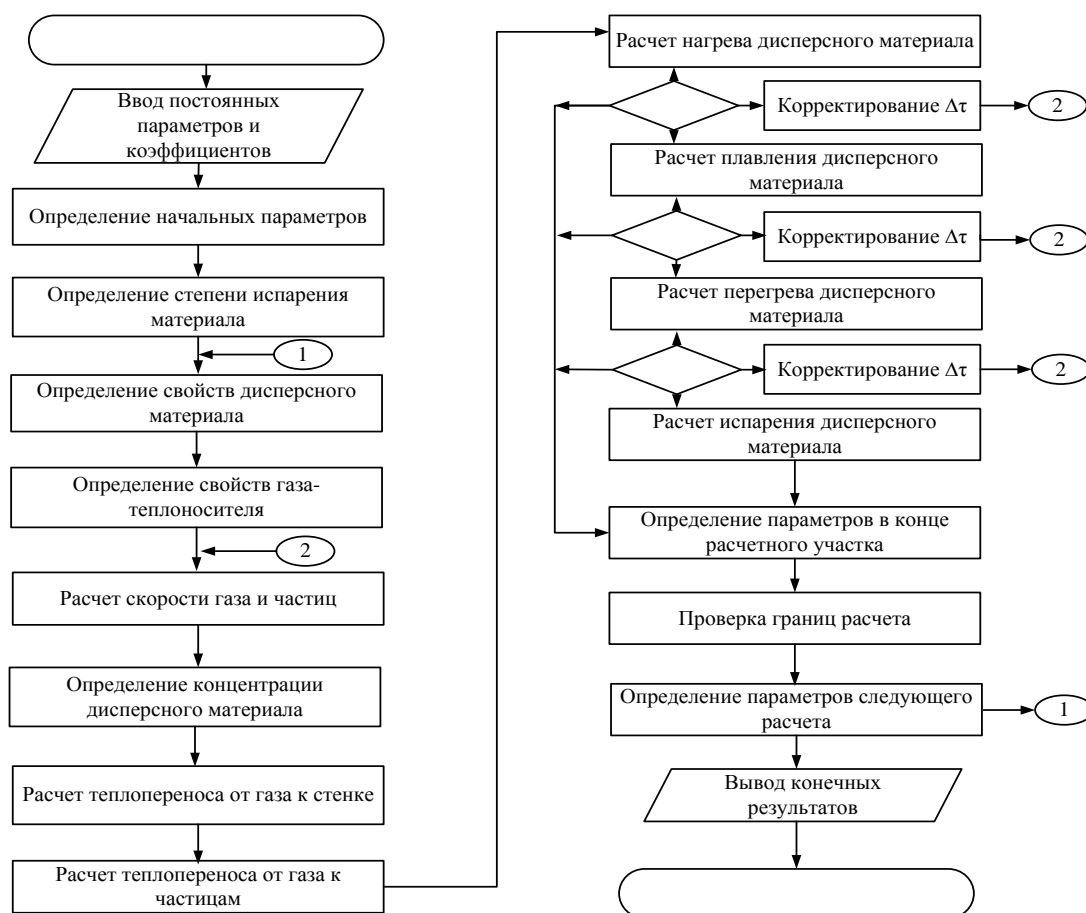 Ввод постоянных
параметров и
коэффициентов
Определение начальных параметров
Определение степени испарения
материала
1
Определение свойств дисперсного
материала
Определение свойств газа-
теплоносителя
2
Расчет скорости газа и частиц
Определение концентрации
дисперсного материала
Расчет теплопереноса от газа к стенке
Расчет теплопереноса от газа к
частицам
Расчет нагрева дисперсного материала
Корректирование Δτ
2
Расчет плавления дисперсного
материала
Корректирование Δτ
2
Расчет перегрева дисперсного
материала
Корректирование Δτ
2
Расчет испарения дисперсного
материала
Определение параметров в конце
расчетного участка
Проверка границ расчета
Определение параметров следующего
расчета
1
Вывод конечных
результатов